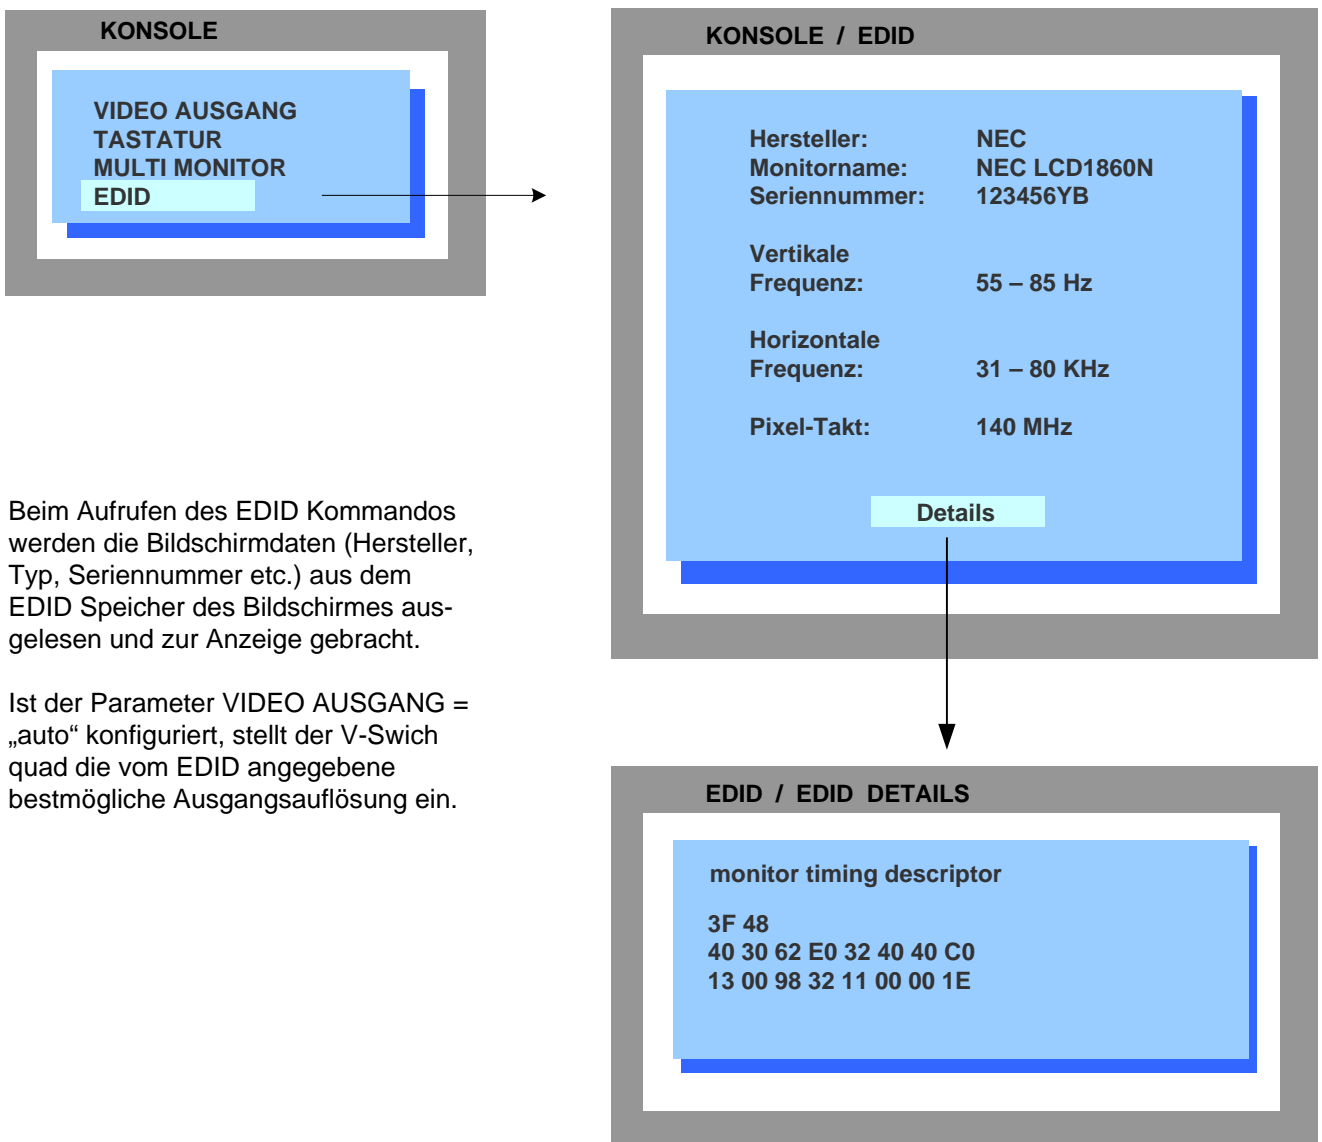 KONSOLE
VIDEO AUSGANG
TASTATUR
MULTI MONITOR
EDID
Beim Aufrufen des EDID Kommandos
werden die Bildschirmdaten (Hersteller,
Typ, Seriennummer etc.) aus dem
EDID Speicher des Bildschirmes aus-
gelesen und zur Anzeige gebracht.
Ist der Parameter VIDEO AUSGANG =
„auto“ konfiguriert, stellt der V-Swich
quad die vom EDID angegebene
bestmögliche Ausgangsauflösung ein.
KONSOLE / EDID
Hersteller: NEC
Monitorname: NEC LCD1860N
Seriennummer: 123456YB
Vertikale
Frequenz: 55 – 85 Hz
Horizontale
Frequenz: 31 – 80 KHz
Pixel-Takt: 140 MHz
Details
EDID / EDID DETAILS
monitor timing descriptor
3F 48
40 30 62 E0 32 40 40 C0
13 00 98 32 11 00 00 1E